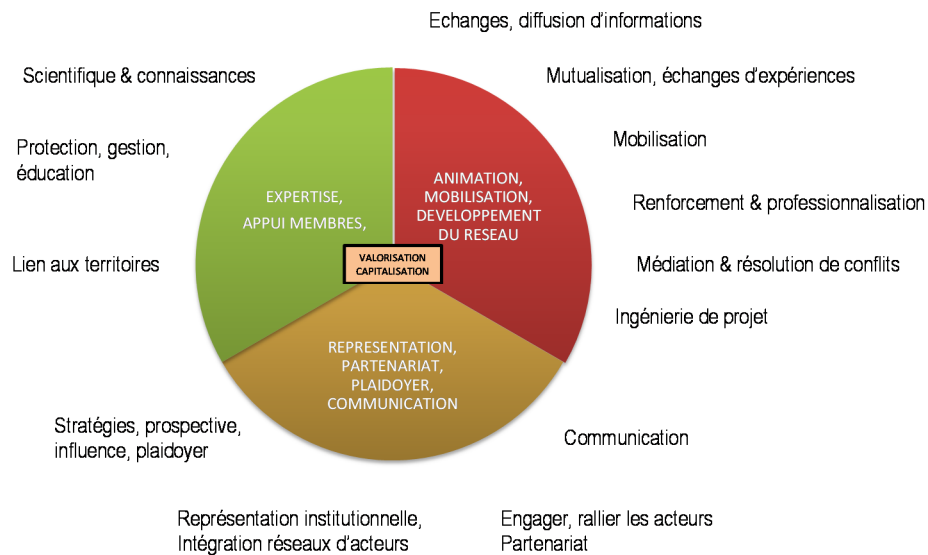 Echanges, diffusion d'informations
Scientifique & connaissances
Mutualisation, échanges d'expériences
Protection, gestion,
éducation
Mobilisation
ANIMATION,
MOBILISATION,
DEVELOPPEMENT
DU RESEAU
EXPERTISE,
APPUI MEMBRES,
Renforcement & professionnalisation
VALORISATION
CAPITALISATION
Lien aux territoires
Médiation & résolution de conflits
Ingénierie de projet
REPRESENTATION,
PARTENARIAT,
PLAIDOYER,
COMMUNICATION
Stratégies, prospective,
influence, plaidoyer
Communication
Représentation institutionnelle,
Intégration réseaux d'acteurs
Engager, rallier les acteurs
Partenariat